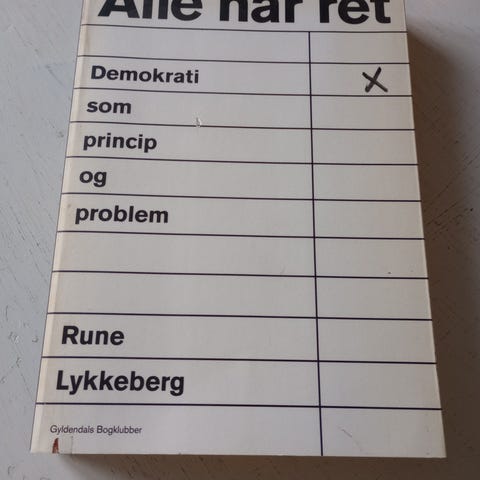 Alle har ret
Demokrati
som
princip
og
problem
Rune
Lykkeberg
Gyldendals Bogklubber